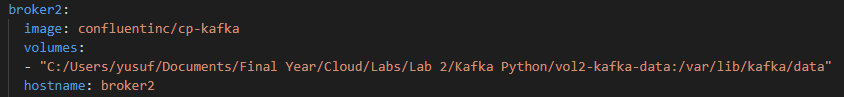 broker2:
image: confluentinc/cp-kafka
volumes:
- "C:/Users/yusuf/Documents/Final Year/Cloud/Labs/Lab 2/Kafka Python/vol2-kafka-data:/var/lib/kafka/data"
hostname: broker2